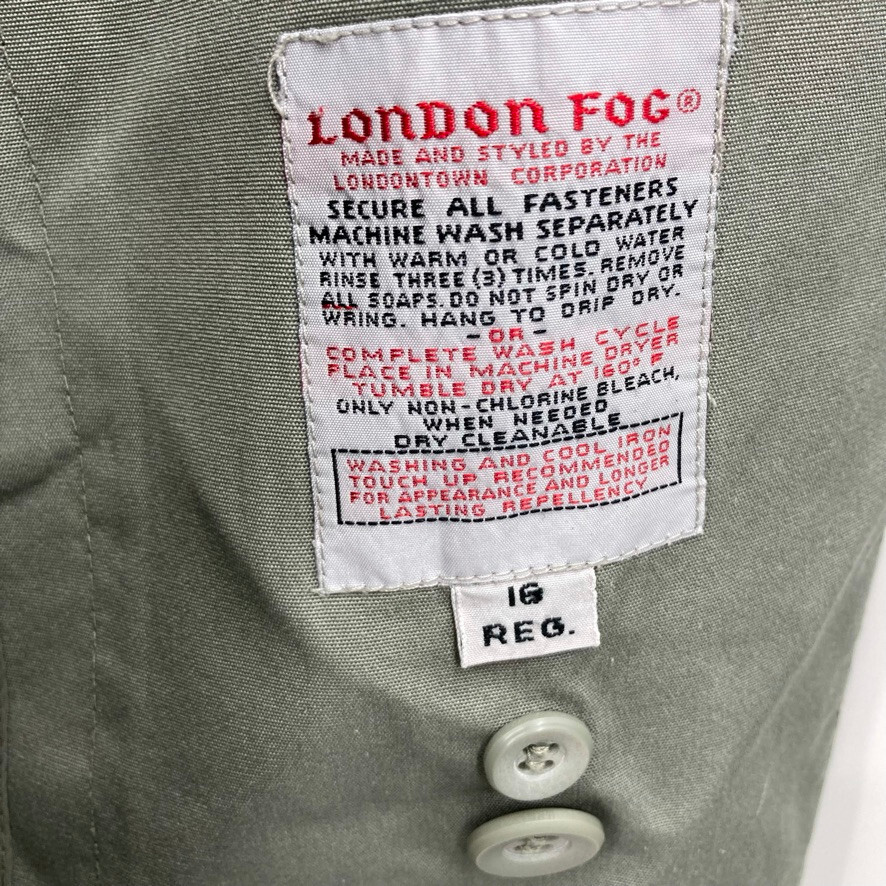 LONDON FOG®
MADE AND STYLED BY THE
LONDONTOWN CORPORATION
SECURE ALL FASTENERS
MACHINE WASH SEPARATELY
WITH WARM OR COLD WATER
RINSE THREE (3) TIMES. REMOVE
ALL SOAPS. DO NOT SPIN DRY OR
WRING. HANG TO DRIP DRY.
-OR-
COMPLETE WASH CYCLE
PLACE IN MACHINE DRYER
TUMBLE DRY AT 160° F
ONLY NON-CHLORINE BLEACH,
WHEN NEEDED
DRY CLEANABLE
WASHING AND COOL IRON
TOUCH UP RECOMMENDED
FOR APPEARANCE AND LONGER
LASTING REPELLENCY
16
REG.